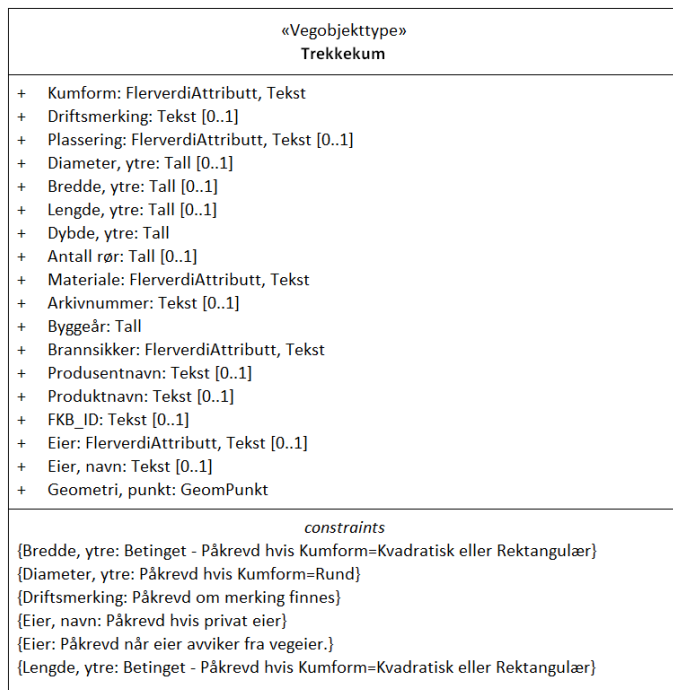 «Vegobjekttype»
Trekkekum
+ Kumform: FlerverdiAttributt, Tekst
+ Driftsmerking: Tekst [0..1]
+ Plassering: FlerverdiAttributt, Tekst [0..1]
+ Diameter, ytre: Tall [0..1]
+ Bredde, ytre: Tall [0..1]
+ Lengde, ytre: Tall [0..1]
+ Dybde, ytre: Tall
+ Antall rør: Tall [0..1]
+ Materiale: FlerverdiAttributt, Tekst
+ Arkivnummer: Tekst [0..1]
+ Byggeår: Tall
+ Brannsikker: FlerverdiAttributt, Tekst
+ Produsentnavn: Tekst [0..1]
+ Produktnavn: Tekst [0..1]
+ FKB_ID: Tekst [0..1]
+ Eier: FlerverdiAttributt, Tekst [0..1]
+ Eier, navn: Tekst [0..1]
+ Geometri, punkt: GeomPunkt
constraints
{Bredde, ytre: Betinget - Påkrevd hvis Kumform=Kvadratisk eller Rektangulær}
{Diameter, ytre: Påkrevd hvis Kumform=Rund}
{Driftsmerking: Påkrevd om merking finnes}
{Eier, navn: Påkrevd hvis privat eier}
{Eier: Påkrevd når eier avviker fra vegeier.}
{Lengde, ytre: Betinget - Påkrevd hvis Kumform=Kvadratisk eller Rektangulær}